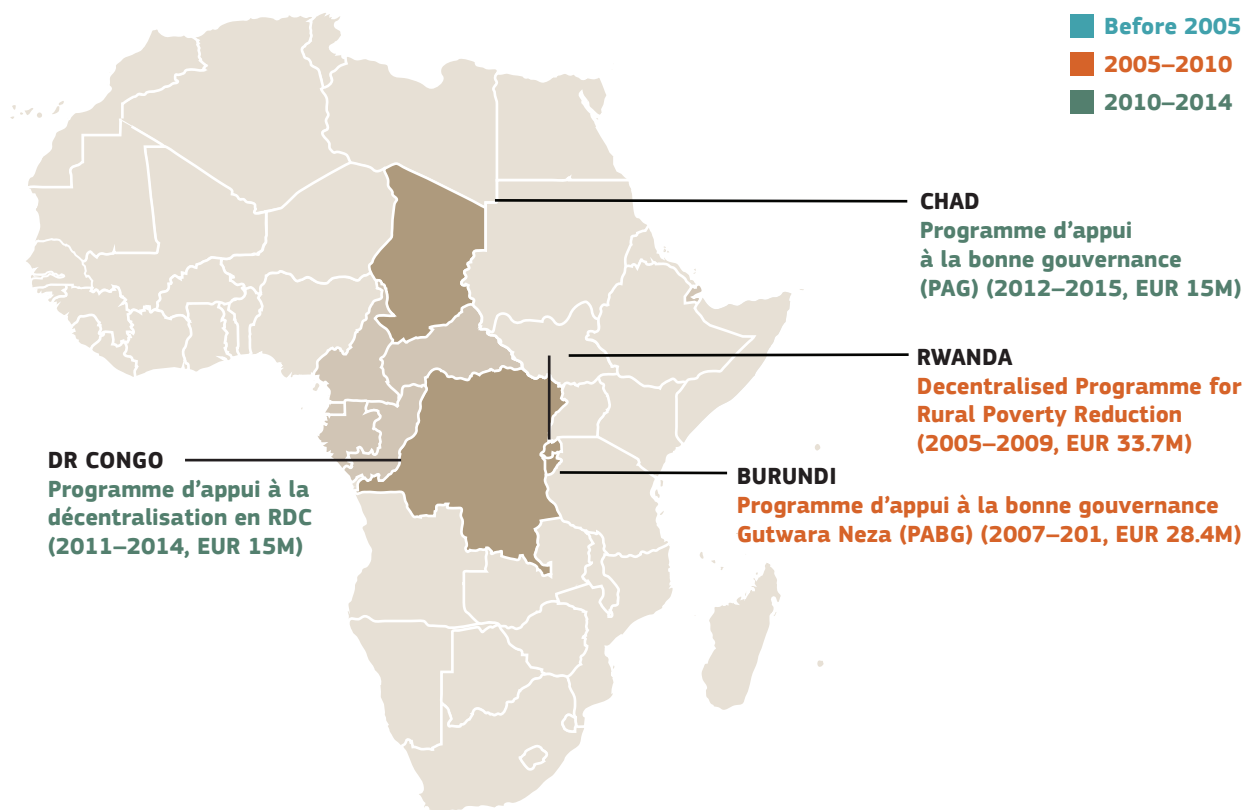 Before 2005
2005–2010
2010–2014
CHAD
Programme d'appui
à la bonne gouvernance
(PAG) (2012–2015, EUR 15M)
RWANDA
Decentralised Programme for
Rural Poverty Reduction
(2005–2009, EUR 33.7M)
DR CONGO
Programme d'appui à la
décentralisation en RDC
(2011–2014, EUR 15M)
BURUNDI
Programme d'appui à la bonne gouvernance
Gutwara Neza (PABG) (2007–201, EUR 28.4M)